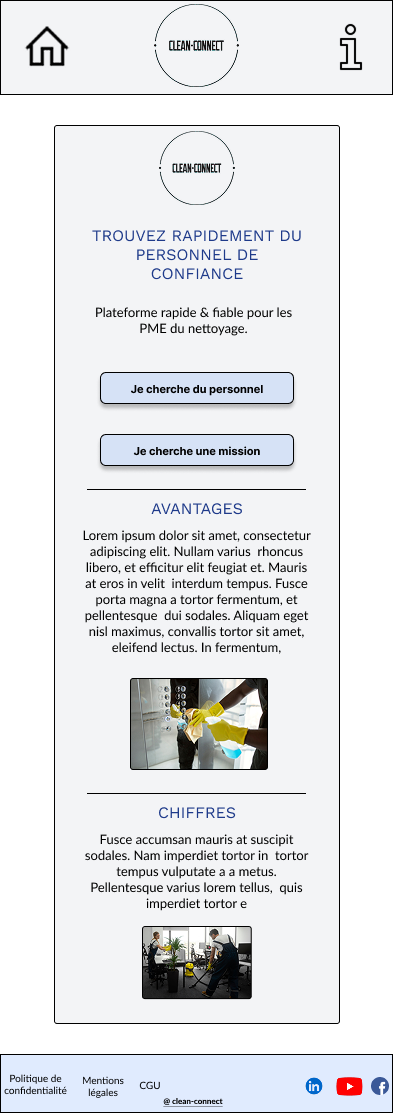 CLEAN-CONNECT
CLEAN-CONNECT
TROUVEZ RAPIDEMENT DU
PERSONNEL DE
CONFIANCE
Plateforme rapide & fiable pour les
PME du nettoyage.
Je cherche du personnel
Je cherche une mission
AVANTAGES
Lorem ipsum dolor sit amet, consectetur
adipiscing elit. Nullam varius  rhoncus
libero, et efficitur elit feugiat et. Mauris
at eros in velit  interdum tempus. Fusce
porta magna a tortor fermentum, et
pellentesque  dui sodales. Aliquam eget
nisl maximus, convallis tortor sit amet,
eleifend lectus. In fermentum,
CHIFFRES
Fusce accumsan mauris at suscipit
sodales. Nam imperdiet tortor in  tortor
tempus vulputate a a metus.
Pellentesque varius lorem tellus,  quis
imperdiet tortor e
Politique de
confidentialité
Mentions
légales
CGU
@ clean-connect